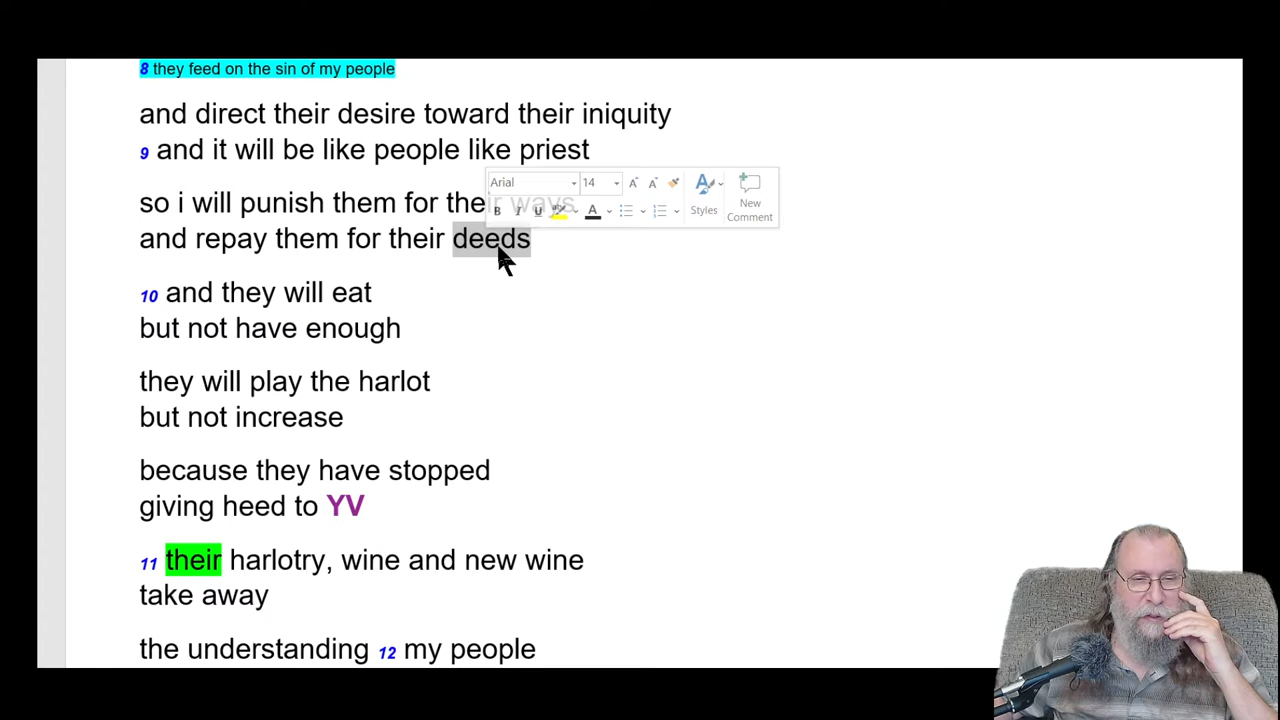 8 they feed on the sin of my people
and direct their desire toward their iniquity
9 and it will be like people like priest
Arial 14
Styles
New
Comment
B I U ab A
so i will punish them for their ways
and repay them for their deeds
10 and they will eat
but not have enough
they will play the harlot
but not increase
because they have stopped
giving heed to YV
11 their harlotry, wine and new wine
take away
the understanding 12 my people